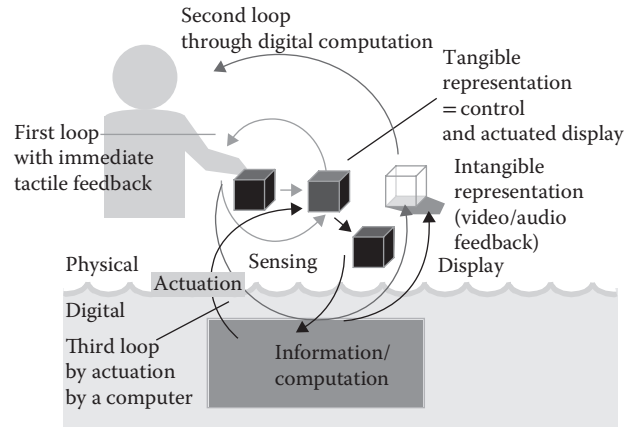 Second loop
through digital computation
Tangible
representation
= control
and actuated display
First loop
with immediate
tactile feedback
Intangible
representation
(video/audio
feedback)
Physical
Sensing
Display
Actuation
Digital
Third loop
by actuation
by a computer
Information/
computation